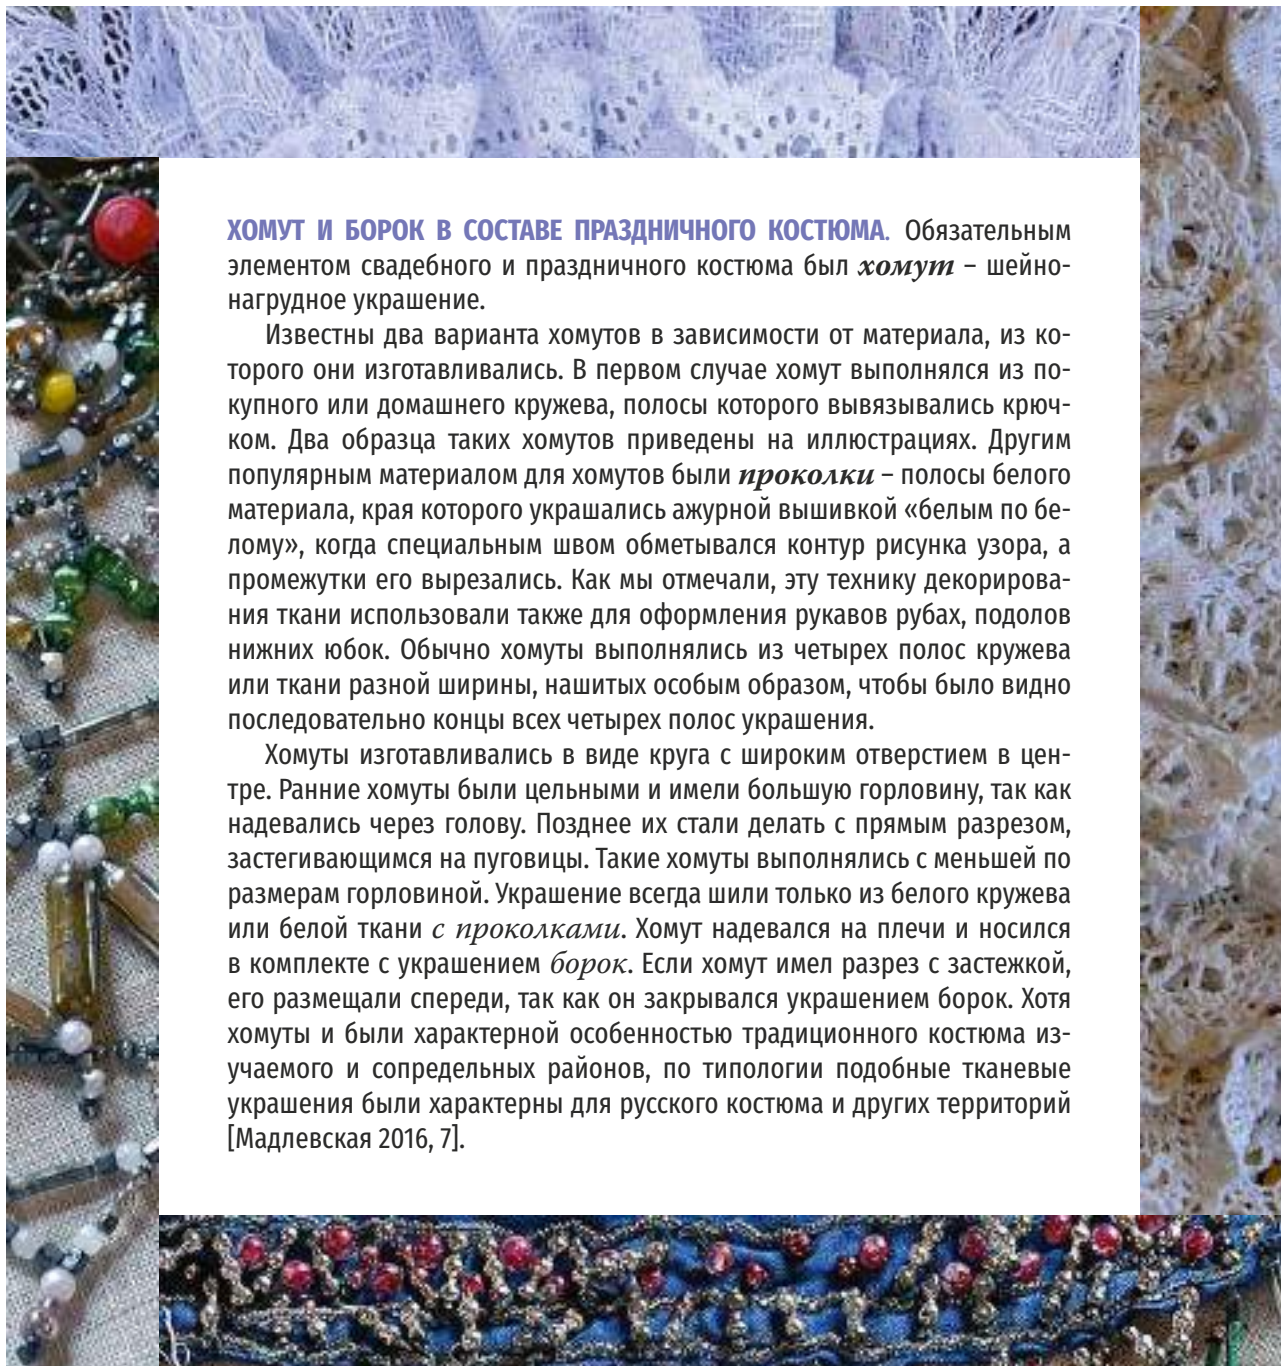 ХОМУТ И БОРОК В СОСТАВЕ ПРАЗДНИЧНОГО КОСТЮМА. Обязательным
элементом свадебного и праздничного костюма был хомут – шейно-
нагрудное украшение.
Известны два варианта хомутов в зависимости от материала, из ко-
торого они изготавливались. В первом случае хомут выполнялся из по-
купного или домашнего кружева, полосы которого вывязывались крюч-
ком. Два образца таких хомутов приведены на иллюстрациях. Другим
популярным материалом для хомутов были проколки – полосы белого
материала, края которого украшались ажурной вышивкой «белым по бе-
лому», когда специальным швом обметывался контур рисунка узора, а
промежутки его вырезались. Как мы отмечали, эту технику декорирова-
ния ткани использовали также для оформления рукавов рубах, подолов
нижних юбок. Обычно хомуты выполнялись из четырех полос кружева
или ткани разной ширины, нашитых особым образом, чтобы было видно
последовательно концы всех четырех полос украшения.
Хомуты изготавливались в виде круга с широким отверстием в цен-
тре. Ранние хомуты были цельными и имели большую горловину, так как
надевались через голову. Позднее их стали делать с прямым разрезом,
застегивающимся на пуговицы. Такие хомуты выполнялись с меньшей по
размерам горловиной. Украшение всегда шили только из белого кружева
или белой ткани с проколками. Хомут надевался на плечи и носился
в комплекте с украшением борок. Если хомут имел разрез с застежкой,
его размещали спереди, так как он закрывался украшением борок. Хотя
хомуты и были характерной особенностью традиционного костюма из-
учаемого и сопредельных районов, по типологии подобные тканевые
украшения были характерны для русского костюма и других территорий
[Мадлевская 2016, 7].